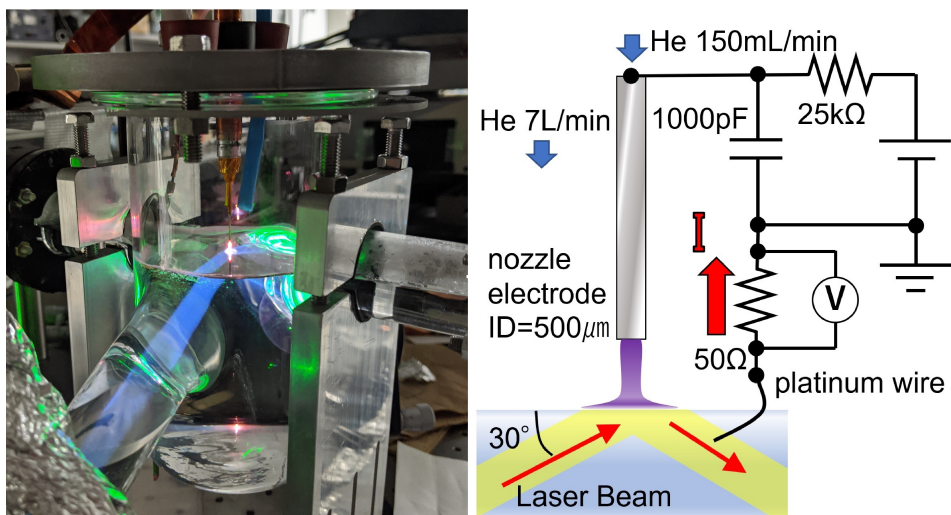 He 150mL/min
He 7L/min
1000pF
25kΩ
I
nozzle
electrode
ID=500μm
V
50Ω
platinum wire
30°
Laser Beam